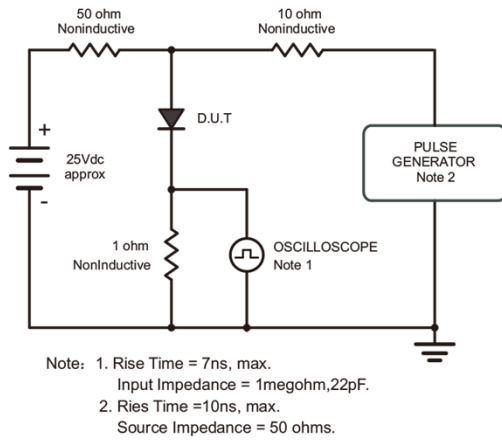 50 ohm
Noninductive
10 ohm
Noninductive
D.U.T
+
25Vdc
approx
-
PULSE
GENERATOR
Note 2
1 ohm
NonInductive
OSCILLOSCOPE
Note 1
Note: 1. Rise Time = 7ns, max.
Input Impedance = 1megohm,22pF.
2. Ries Time =10ns, max.
Source Impedance = 50 ohms.